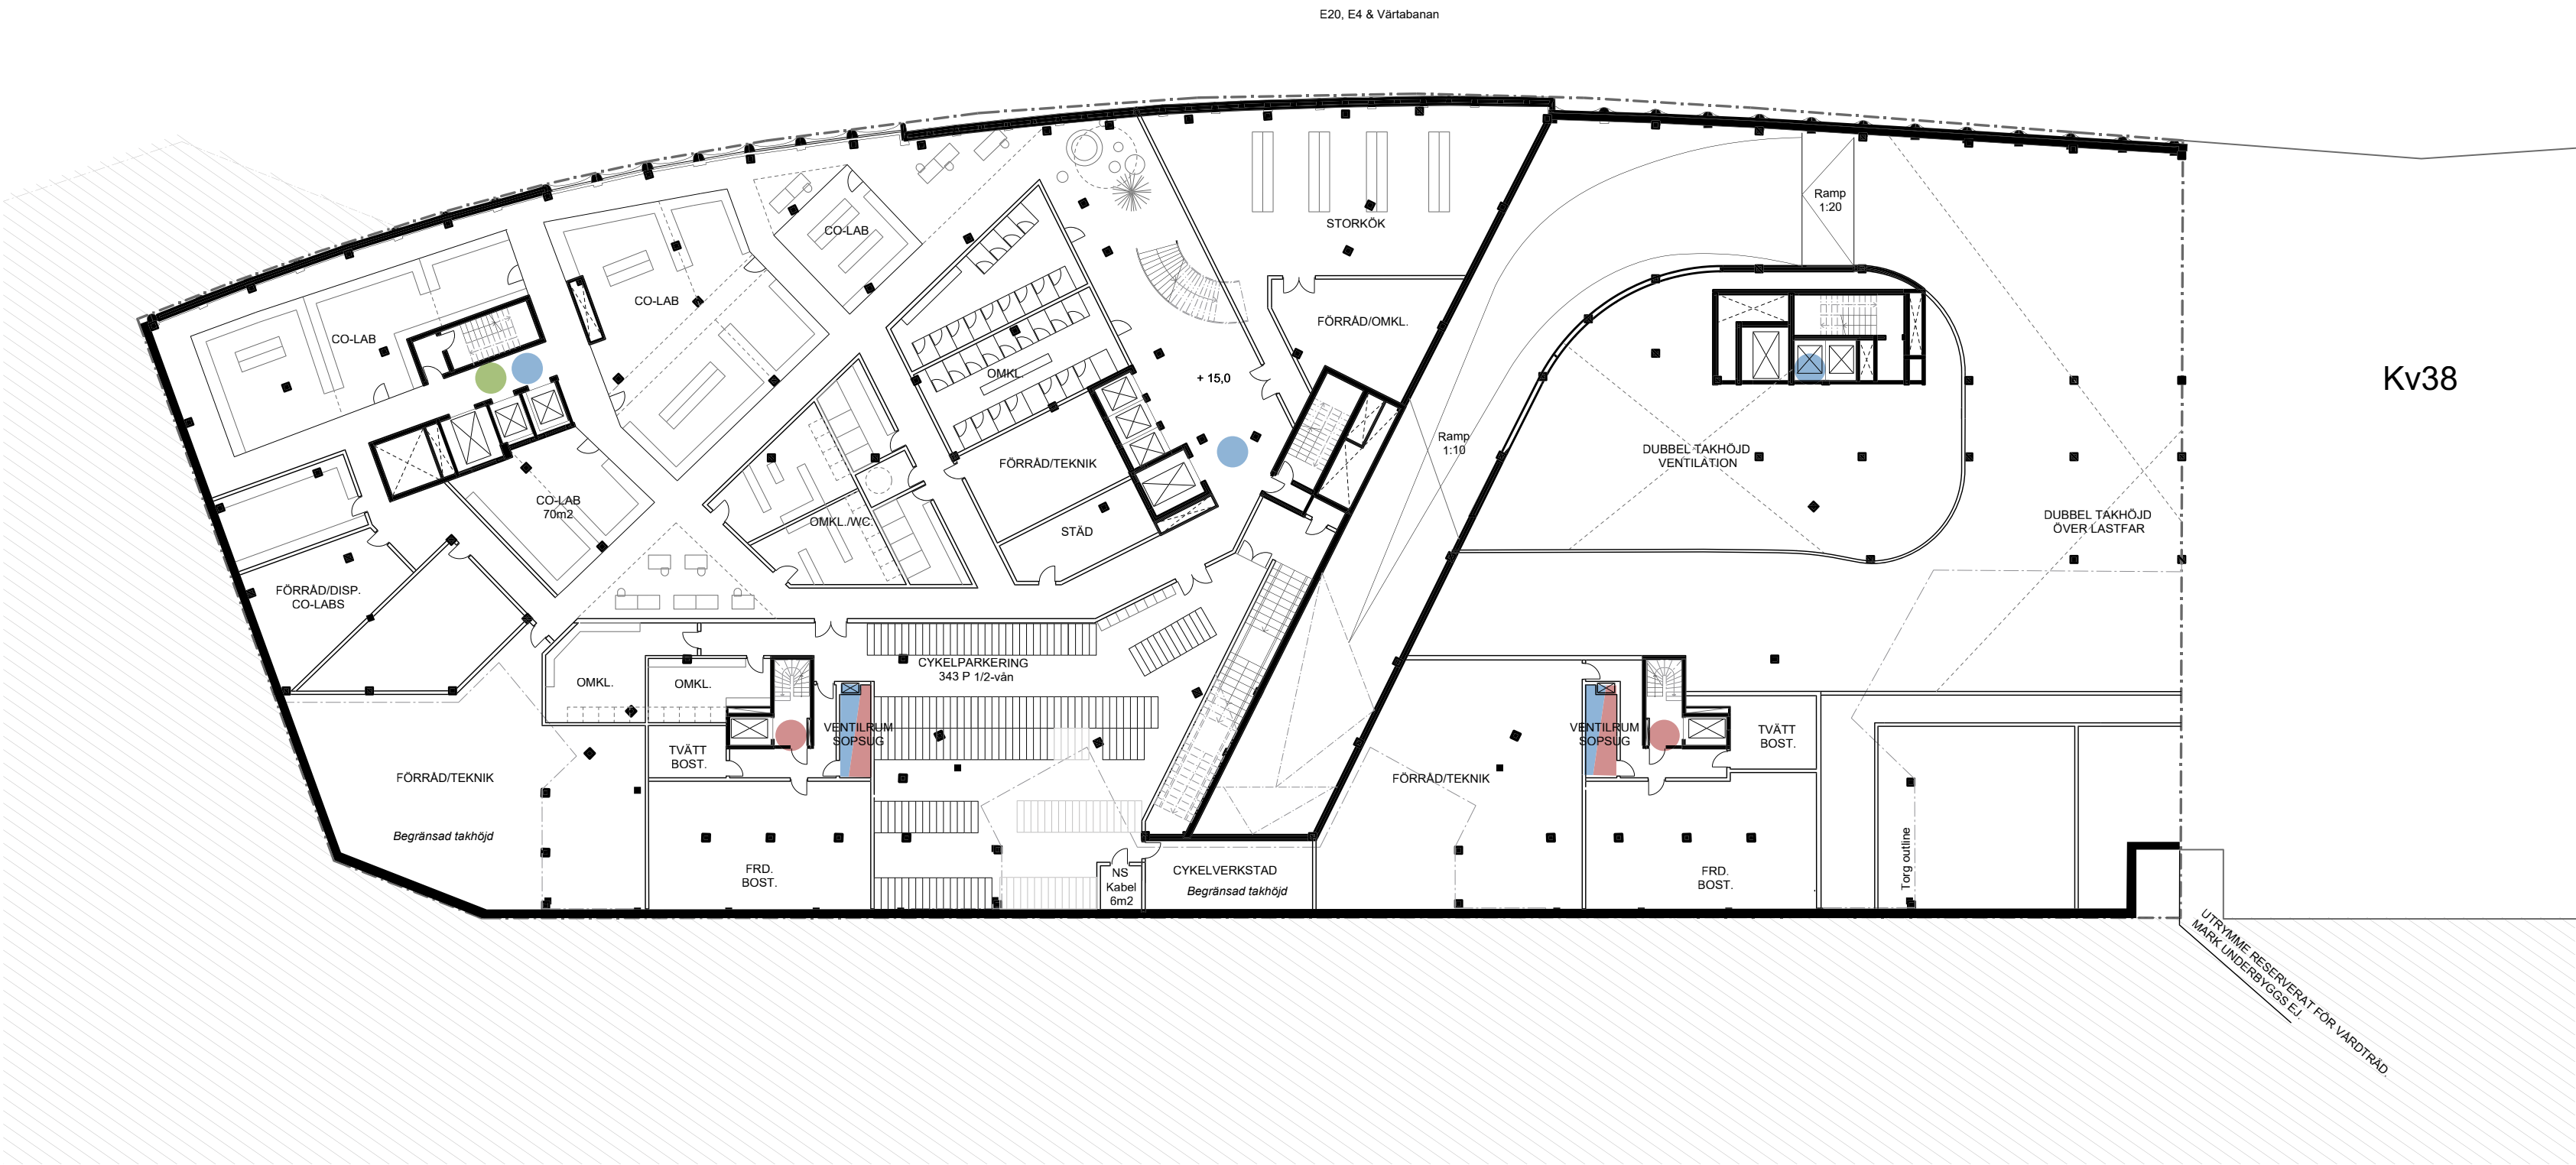 E20, E4 & Värtabanan
Ramp
1:20
STORKÖK
CO-LAB
CO-LAB
CO-LAB
FÖRRÅD/OMKL.
OMKL.
+ 15,0
Kv38
Ramp
1:10
DUBBEL TAKHÖJD
VENTILATION
FÖRRÅD/TEKNIK
CO-LAB
70m2
OMKL./WC.
STÄD
DUBBEL TAKHÖJD
ÖVER LASTFAR
FÖRRÅD/DISP.
CO-LABS
CYKELPARKERING
343 P 1/2-vån
OMKL.
OMKL.
VENTILRUM
SOPSUG
VENTILRUM
SOPSUG
TVÄTT
BOST.
TVÄTT
BOST.
FÖRRÅD/TEKNIK
FÖRRÅD/TEKNIK
Begränsad takhöjd
Torg outline
FRD.
BOST.
NS
Kabel
6m2
CYKELVERKSTAD
Begränsad takhöjd
FRD.
BOST.
UTRYMME RESERVERAT FÖR VÅRDTRÄD.
MARK UNDERBYGGS EJ.